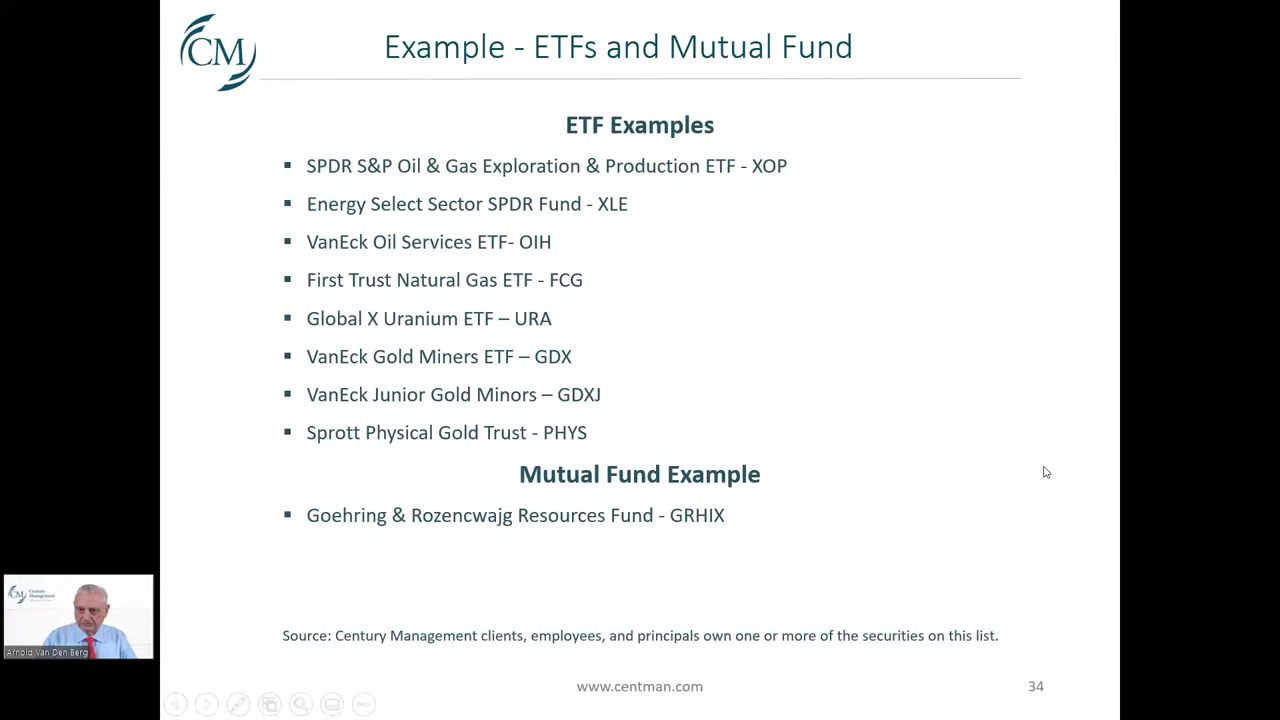 CM
Example - ETFs and Mutual Fund
ETF Examples
▪ SPDR S&P Oil & Gas Exploration & Production ETF - XOP
▪ Energy Select Sector SPDR Fund - XLE
▪ VanEck Oil Services ETF- OIH
▪ First Trust Natural Gas ETF - FCG
▪ Global X Uranium ETF – URA
▪ VanEck Gold Miners ETF – GDX
▪ VanEck Junior Gold Minors – GDXJ
▪ Sprott Physical Gold Trust - PHYS
Mutual Fund Example
▪ Goehring & Rozencwajg Resources Fund - GRHIX
CM Century
Management
Arnold Van Den Berg
Source: Century Management clients, employees, and principals own one or more of the securities on this list.
www.centman.com
34